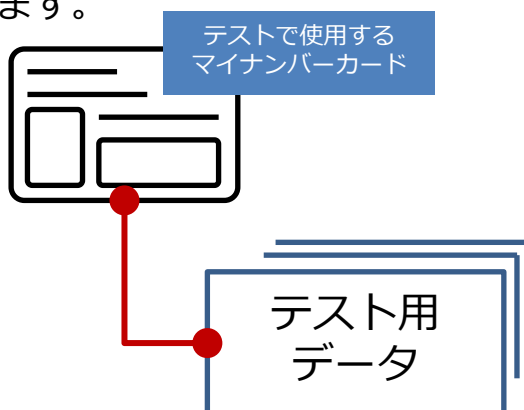 ます。
テストで使用する
マイナンバーカード
テスト用
データ